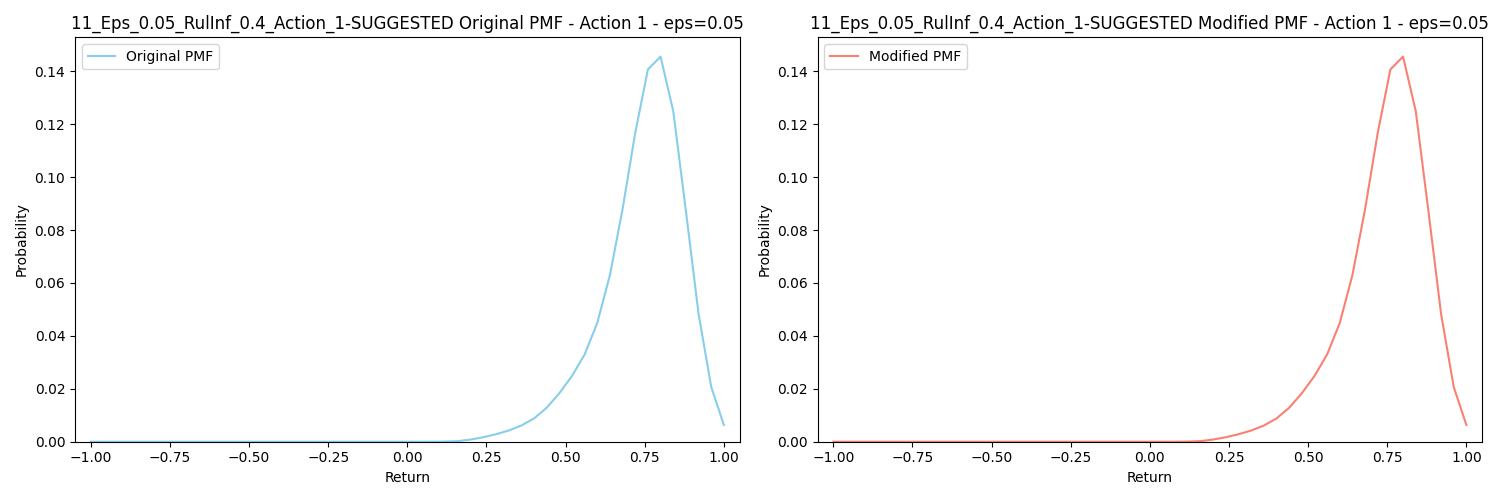 11_Eps_0.05_RulInf_0.4_Action_1-SUGGESTED Original PMF - Action 1 - eps=0.05
Original PMF
0.14
0.12
0.10
0.08
0.06
0.04
0.02
0.00
Probability
−1.00 −0.75 −0.50 −0.25 0.00 0.25 0.50 0.75 1.00
Return
11_Eps_0.05_RulInf_0.4_Action_1-SUGGESTED Modified PMF - Action 1 - eps=0.05
Modified PMF
0.14
0.12
0.10
0.08
0.06
0.04
0.02
0.00
Probability
−1.00 −0.75 −0.50 −0.25 0.00 0.25 0.50 0.75 1.00
Return